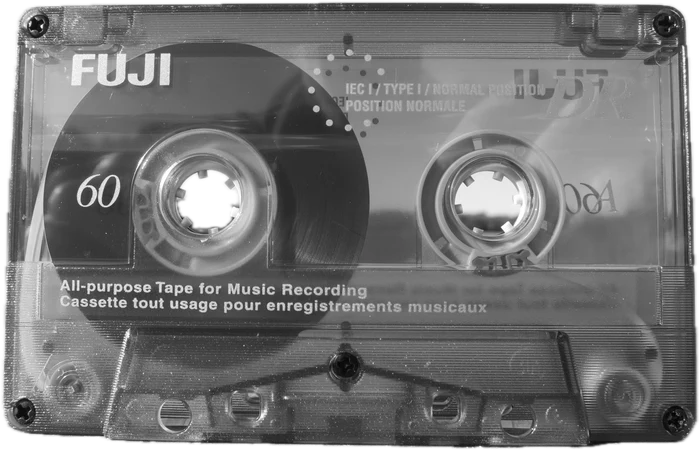 FUJI
IEC I / TYPE I / NORMAL POSITION
POSITION NORMALE
60
All-purpose Tape for Music Recording
Cassette tout usage pour enregistrements musicaux